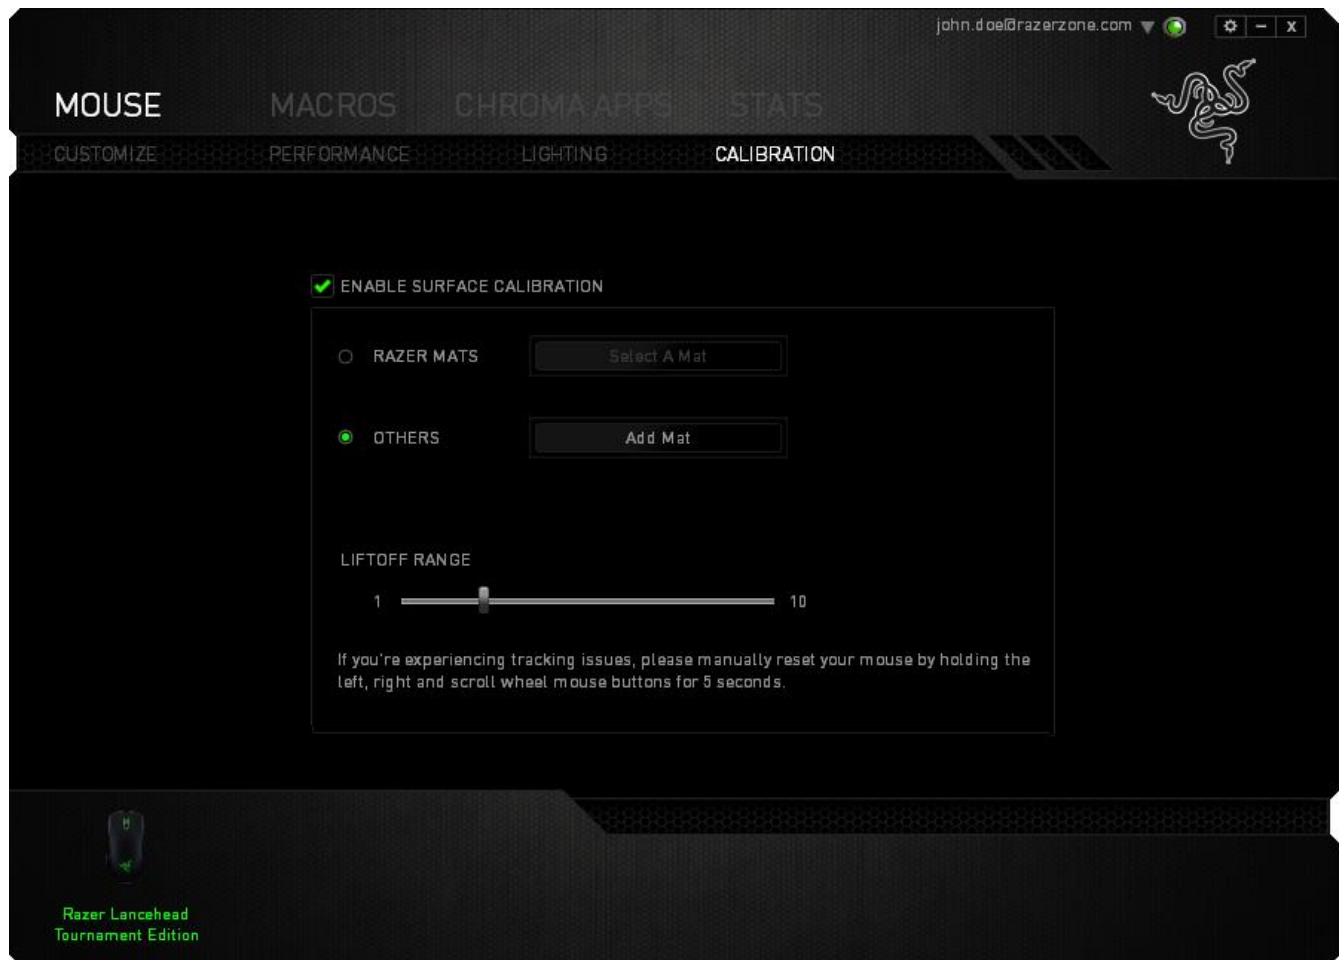 john.doe@razerzone.com
MOUSE MACROS CHROMA APPS STATS
CUSTOMIZE PERFORMANCE LIGHTING CALIBRATION
ENABLE SURFACE CALIBRATION
RAZER MATS Select A Mat
OTHERS Add Mat
LIFTOFF RANGE
1 10
If you're experiencing tracking issues, please manually reset your mouse by holding the
left, right and scroll wheel mouse buttons for 5 seconds.
Razer Lancehead
Tournament Edition